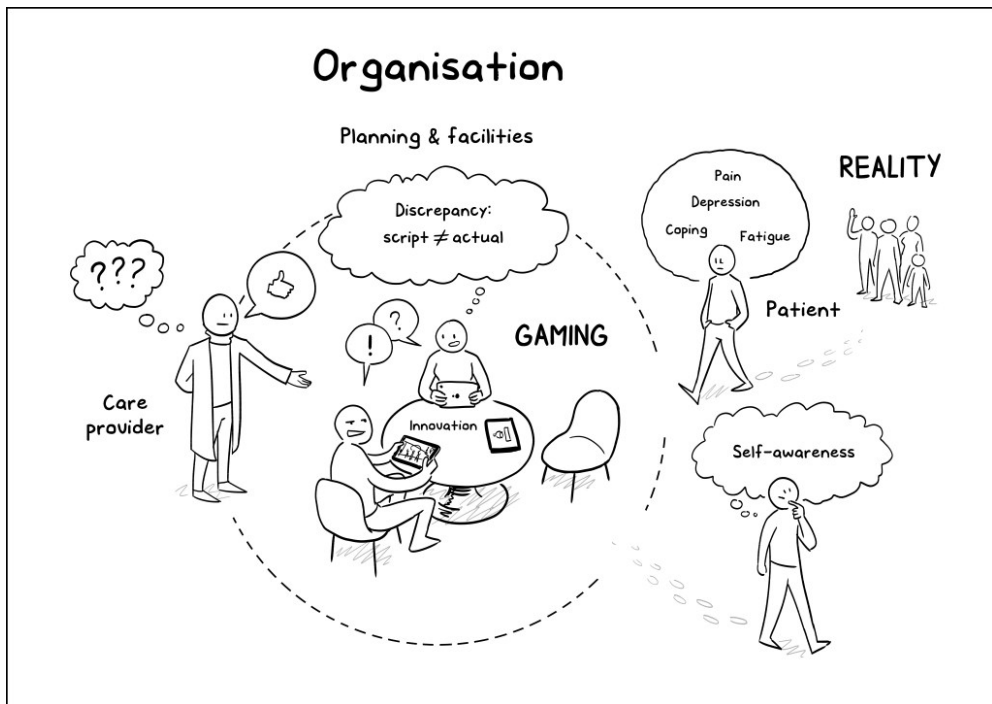 Organisation
Planning & facilities
Discrepancy:
script ≠ actual
???
Care
provider
!
?
GAMING
Innovation
Pain
Depression
Coping
Fatigue
REALITY
Patient
Self-awareness